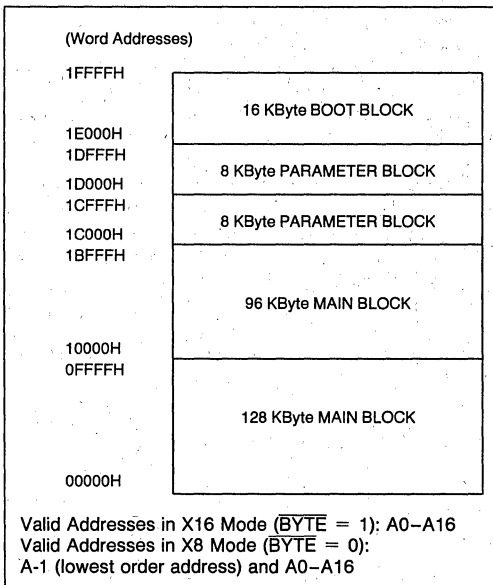 (Word Addresses)
1FFFFH
16 KByte BOOT BLOCK
1E000H
1DFFFH
8 KByte PARAMETER BLOCK
1D000H
1CFFFH
8 KByte PARAMETER BLOCK
1C000H
1BFFFH
96 KByte MAIN BLOCK
10000H
0FFFFH
128 KByte MAIN BLOCK
00000H
Valid Addresses in X16 Mode (B̅Y̅T̅E̅ = 1): A0–A16
Valid Addresses in X8 Mode (B̅Y̅T̅E̅ = 0):
A-1 (lowest order address) and A0–A16